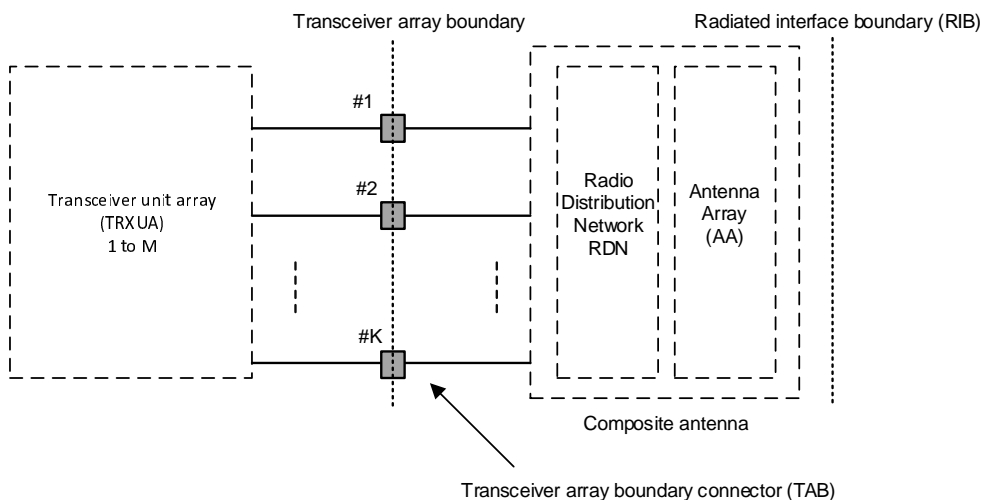 Transceiver array boundary
Radiated interface boundary (RIB)
#1
#2
#K
Transceiver unit array
(TRXUA)
1 to M
Radio
Distribution
Network
RDN
Antenna
Array
(AA)
Composite antenna
Transceiver array boundary connector (TAB)